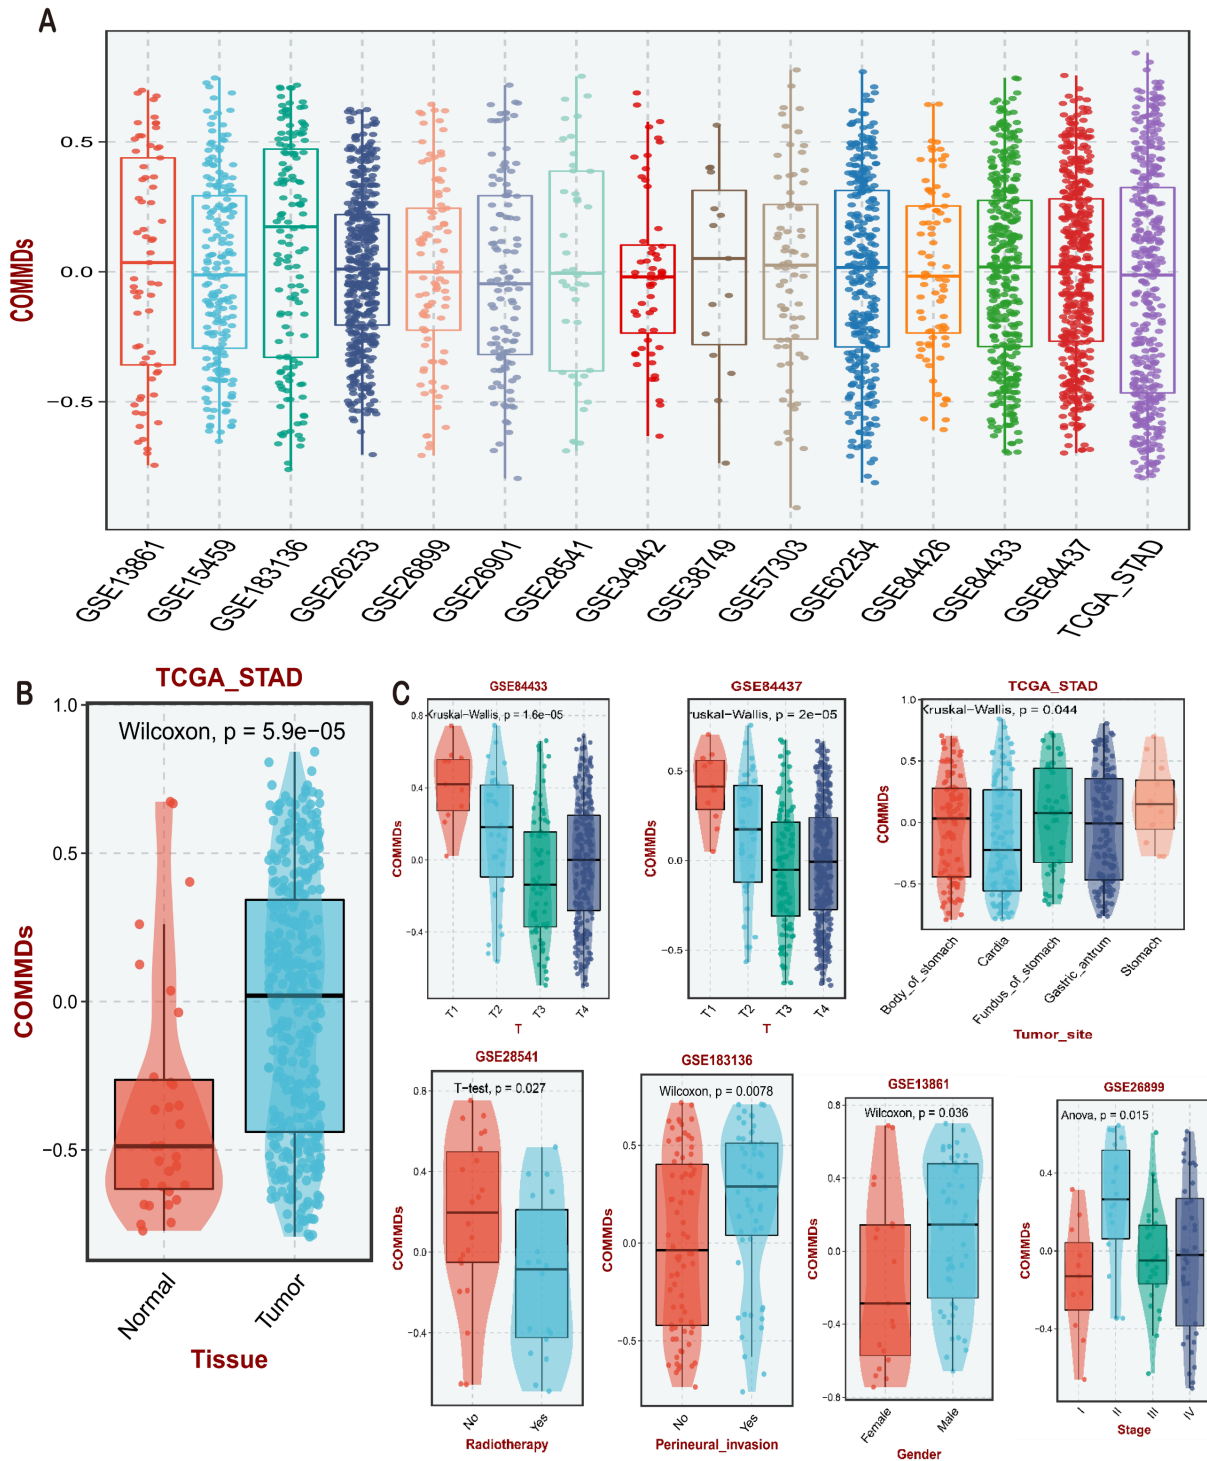 A
COMMDs
0.5
0.0
−0.5
GSE13861
GSE15459
GSE183136
GSE26253
GSE26899
GSE26901
GSE28541
GSE34942
GSE38749
GSE57303
GSE62254
GSE84426
GSE84433
GSE84437
TCGA_STAD
B
TCGA_STAD
Wilcoxon, p = 5.9e−05
COMMDs
1.0
0.5
0.0
−0.5
Normal
Tumor
Tissue
C
GSE84433
Kruskal−Wallis, p = 1.6e−05
COMMDs
0.8
0.4
0.0
−0.4
T1
T2
T3
T4
T
GSE84437
ruskal−Wallis, p = 2e−05
COMMDs
0.5
0.0
−0.5
T1
T2
T3
T4
T
TCGA_STAD
Kruskal−Wallis, p = 0.044
COMMDs
1.0
0.5
0.0
−0.5
Body_of_stomach
Cardia
Fundus_of_stomach
Gastric_antrum
Stomach
Tumor_site
GSE28541
T−test, p = 0.027
COMMDs
0.8
0.4
0.0
−0.4
No
Yes
Radiotherapy
GSE183136
Wilcoxon, p = 0.0078
COMMDs
0.5
0.0
−0.5
No
Yes
Perineural_invasion
GSE13861
Wilcoxon, p = 0.036
COMMDs
0.8
0.4
0.0
−0.4
−0.8
Female
Male
Gender
GSE26899
Anova, p = 0.015
COMMDs
0.4
0.0
−0.4
I
II
III
IV
Stage